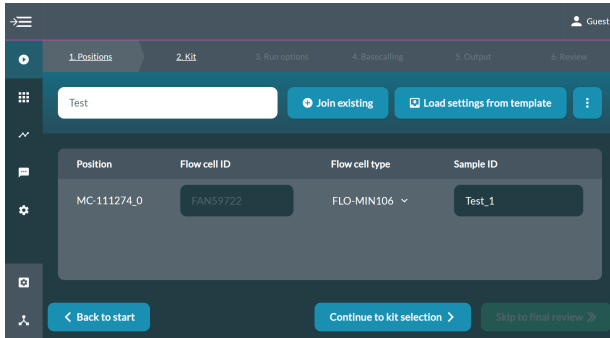 Guest
1. Positions 2. Kit 3. Run options 4. Basecalling 5. Output 6. Review
Test Join existing Load settings from template
Position Flow cell ID Flow cell type Sample ID
MC-111274_0 FAN59722 FLO-MIN106 Test_1
Back to start Continue to kit selection Skip to final review